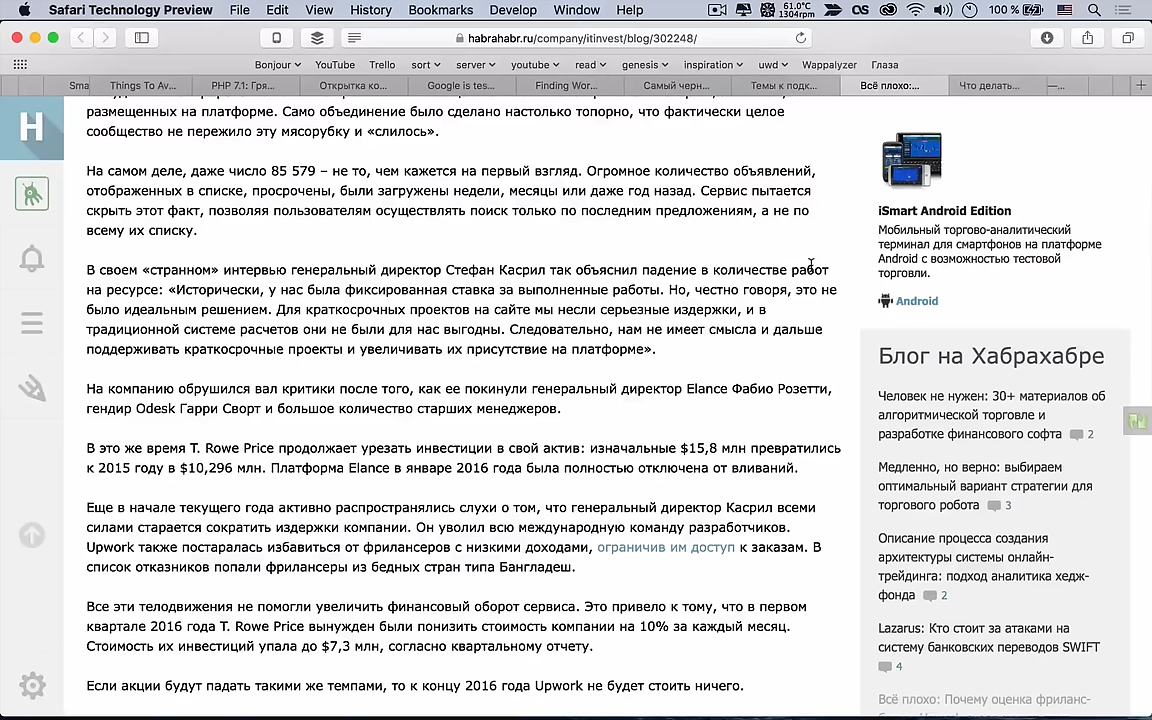 Safari Technology Preview File Edit View History Bookmarks Develop Window Help 61.0°C 1304rpm OS 100 %
habrahabr.ru/company/itinvest/blog/302248/
Bonjour YouTube Trello sort server youtube read genesis inspiration uwd Wappalyzer Глаза
Sma Things To Av... PHP 7.1: Гря... Открытка ко... Google is tes... Finding Wor... Самый черн... Темы к подк... Всё плохо:... Что делать... —...
размещенных на платформе. Само объединение было сделано настолько топорно, что фактически целое
сообщество не пережило эту мясорубку и «слилось».
На самом деле, даже число 85 579 – не то, чем кажется на первый взгляд. Огромное количество объявлений,
отображенных в списке, просрочены, были загружены недели, месяцы или даже год назад. Сервис пытается
скрыть этот факт, позволяя пользователям осуществлять поиск только по последним предложениям, а не по
всему их списку.
В своем «странном» интервью генеральный директор Стефан Касрил так объяснил падение в количестве работ
на ресурсе: «Исторически, у нас была фиксированная ставка за выполненные работы. Но, честно говоря, это не
было идеальным решением. Для краткосрочных проектов на сайте мы несли серьезные издержки, и в
традиционной системе расчетов они не были для нас выгодны. Следовательно, нам не имеет смысла и дальше
поддерживать краткосрочные проекты и увеличивать их присутствие на платформе».
На компанию обрушился вал критики после того, как ее покинули генеральный директор Elance Фабио Розетти,
гендир Odesk Гарри Сворт и большое количество старших менеджеров.
В это же время T. Rowe Price продолжает урезать инвестиции в свой актив: изначальные $15,8 млн превратились
к 2015 году в $10,296 млн. Платформа Elance в январе 2016 года была полностью отключена от вливаний.
Еще в начале текущего года активно распространялись слухи о том, что генеральный директор Касрил всеми
силами старается сократить издержки компании. Он уволил всю международную команду разработчиков.
Upwork также постаралась избавиться от фрилансеров с низкими доходами, ограничив им доступ к заказам. В
список отказников попали фрилансеры из бедных стран типа Бангладеш.
Все эти телодвижения не помогли увеличить финансовый оборот сервиса. Это привело к тому, что в первом
квартале 2016 года T. Rowe Price вынужден были понизить стоимость компании на 10% за каждый месяц.
Стоимость их инвестиций упала до $7,3 млн, согласно квартальному отчету.
Если акции будут падать такими же темпами, то к концу 2016 года Upwork не будет стоить ничего.
H
iSmart Android Edition
Мобильный торгово-аналитический
терминал для смартфонов на платформе
Android с возможностью тестовой
торговли.
Android
Блог на Хабрахабре
Человек не нужен: 30+ материалов об
алгоритмической торговле и
разработке финансового софта 2
Медленно, но верно: выбираем
оптимальный вариант стратегии для
торгового робота 3
Описание процесса создания
архитектуры системы онлайн-
трейдинга: подход аналитика хедж-
фонда 2
Lazarus: Кто стоит за атаками на
систему банковских переводов SWIFT
4
Всё плохо: Почему оценка фриланс-